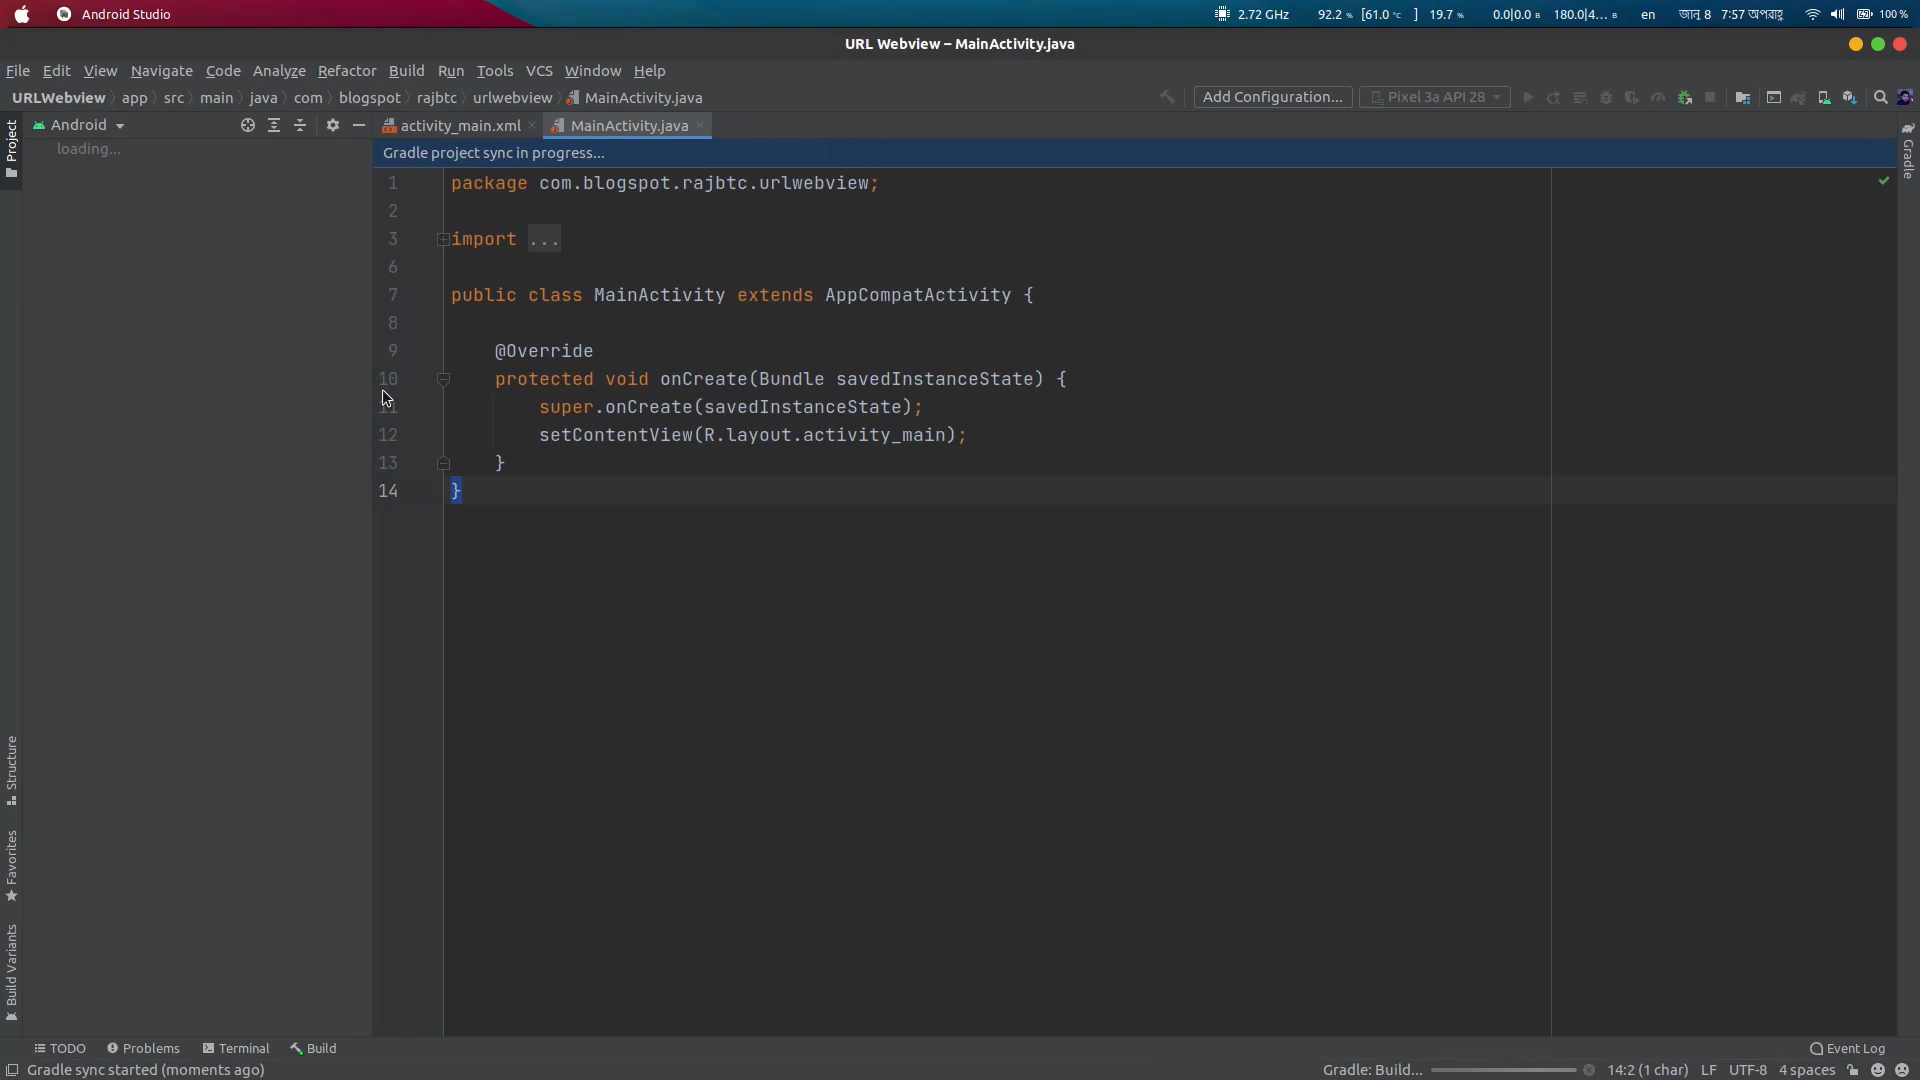 Android Studio 2.72 GHz 92.2 % [61.0 °C ] 19.7 % 0.0|0.0 B 180.0|4... B en জানু 8 7:57 অপরাহ্ণ 100 %
URL Webview – MainActivity.java
File Edit View Navigate Code Analyze Refactor Build Run Tools VCS Window Help
URLWebview app src main java com blogspot rajbtc urlwebview MainActivity.java Add Configuration... Pixel 3a API 28
Project
Android
loading...
activity_main.xml MainActivity.java
Gradle
Gradle project sync in progress...
1 package com.blogspot.rajbtc.urlwebview;
2
3 import ...
6
7 public class MainActivity extends AppCompatActivity {
8
9 @Override
10 protected void onCreate(Bundle savedInstanceState) {
11 super.onCreate(savedInstanceState);
12 setContentView(R.layout.activity_main);
13 }
14 }
Structure
Favorites
Build Variants
TODO Problems Terminal Build Event Log
Gradle sync started (moments ago) Gradle: Build... 14:2 (1 char) LF UTF-8 4 spaces